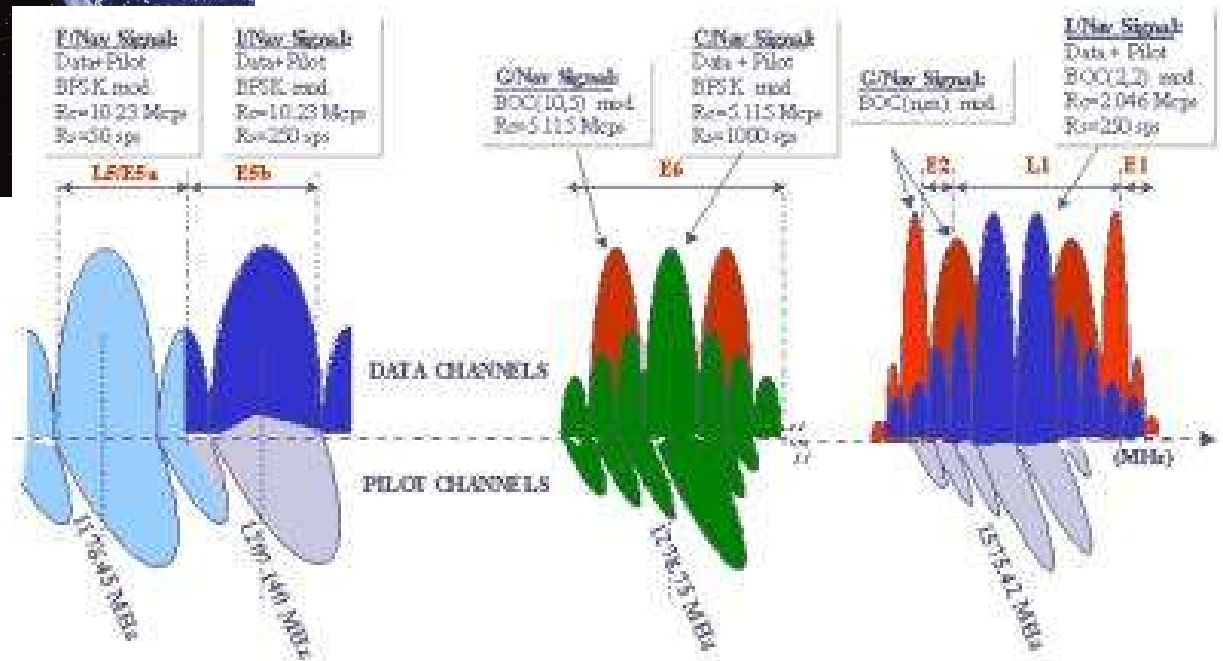 F/Nav Signal:
Data+Pilot
BPSK mod.
Rc=10.23 Mcps
Rs=50 sps
I/Nav Signal:
Data+Pilot
BPSK mod.
Rc=10.23 Mcps
Rs=250 sps
G/Nav Signal:
BOC(10,5) mod.
Rc=5.115 Mcps
C/Nav Signal:
Data + Pilot
BPSK mod.
Rc=5.115 Mcps
Rs=1000 sps
G/Nav Signal:
BOC(n,m) mod.
I/Nav Signal:
Data + Pilot
BOC(2,2) mod.
Rc=2.046 Mcps
Rs=250 sps
L5/E5a
E5b
E6
E2
L1
E1
DATA CHANNELS
(MHz)
PILOT CHANNELS
1176.45 MHz
1207.140 MHz
1278.75 MHz
1575.42 MHz